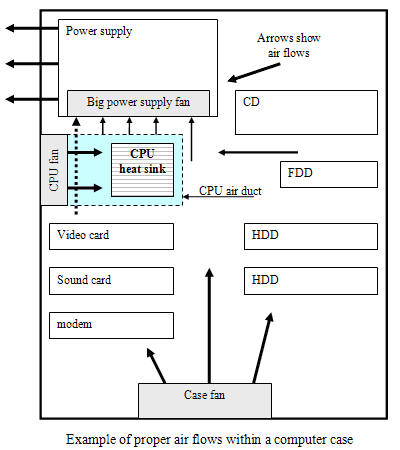 Power supply
Arrows show
air flows
Big power supply fan
CD
CPU fan
CPU
heat sink
FDD
CPU air duct
Video card
HDD
Sound card
HDD
modem
Case fan
Example of proper air flows within a computer case